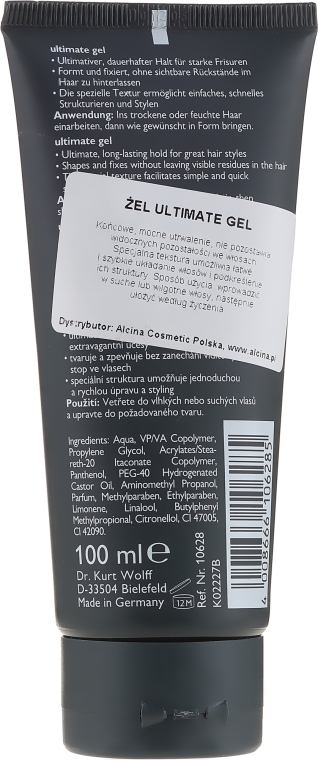 ultimate gel
• Ultimativer, dauerhafter Halt für starke Frisuren
• Formt und fixiert, ohne sichtbare Rückstände im
Haar zu hinterlassen
• Die spezielle Textur ermöglicht einfaches, schnelles
Strukturieren und Stylen
Anwendung: Ins trockene oder feuchte Haar
einarbeiten, dann wie gewünscht in Form bringen.
ultimate gel
• Ultimate, long-lasting hold for great hair styles
• Shapes and fixes without leaving visible residues in the hair
texture facilitates simple and quick
ŻEL ULTIMATE GEL
Końcowe, mocne utrwalenie, nie pozostawia
widocznych pozostałości we włosach.
Specjalna tekstura umożliwia łatwe
i szybkie układanie włosów i podkreślenie
ich struktury. Sposób użycia: wprowadzić
w suche lub wilgotne włosy, następnie
ułożyć według życzenia.
Dystrybutor: Alcina Cosmetic Polska, www.alcina.pl
extravagantní účesy
• tvaruje a zpevňuje bez zanechání
stop ve vlasech
• speciální struktura umožňuje jednoduchou
a rychlou úpravu a styling
Použití: Vetřete do vlhkých nebo suchých vlasů
a upravte do požadovaného tvaru.
Ingredients: Aqua, VP/VA Copolymer,
Propylene Glycol, Acrylates/Stea-
reth-20 Itaconate Copolymer,
Panthenol, PEG-40 Hydrogenated
Castor Oil, Aminomethyl Propanol,
Parfum, Methylparaben, Ethylparaben,
Limonene, Linalool, Butylphenyl
Methylpropional, Citronellol, CI 47005,
CI 42090.
100 ml ℮
Dr. Kurt Wolff
D-33504 Bielefeld
Made in Germany
12M
Ref. Nr. 10628
K02227B
4 008666 106285